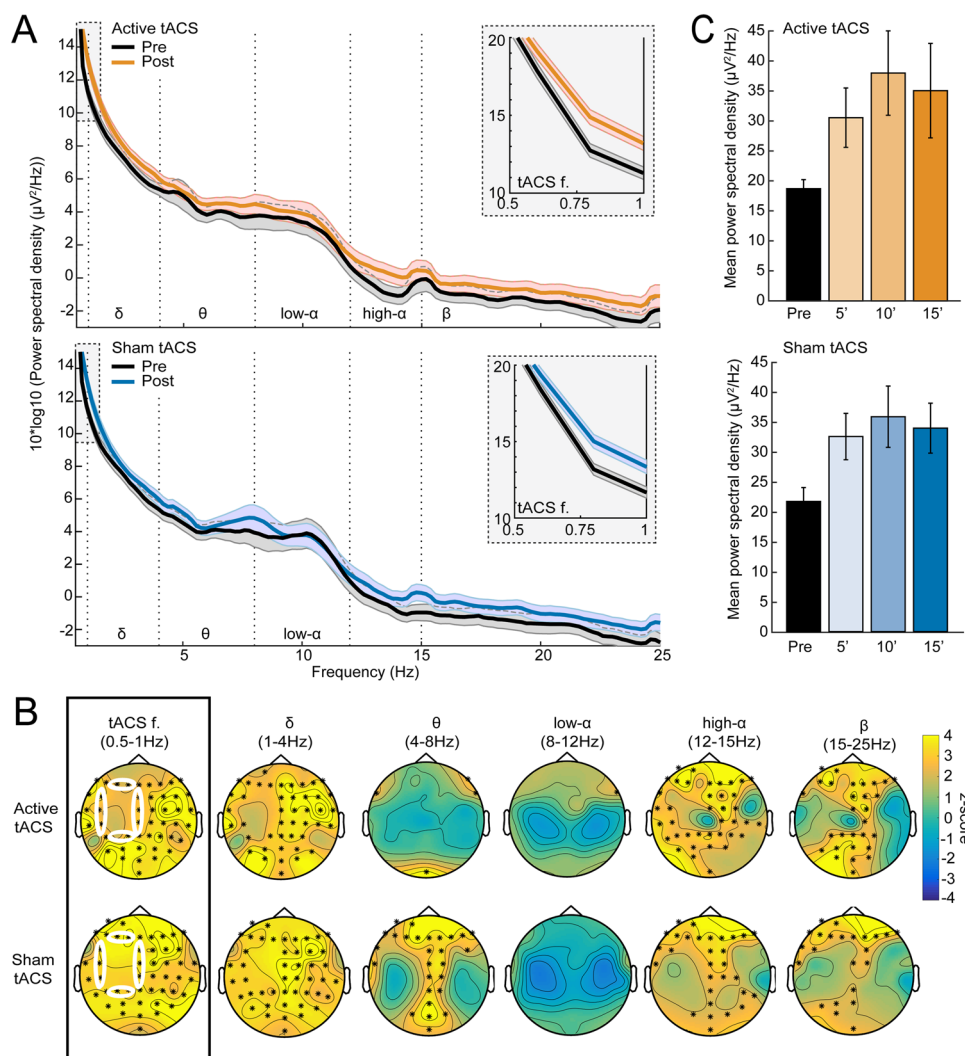 A
Active tACS
Pre
Post
14
12
10
8
6
4
2
0
-2
δ
θ
low-α
high-α
β
20
15
10
tACS f.
0.5
0.75
1
Sham tACS
Pre
Post
14
12
10
8
6
4
2
0
-2
δ
θ
low-α
20
15
10
tACS f.
0.5
0.75
1
5
10
15
20
25
Frequency (Hz)
10*log10 (Power spectral density (μV²/Hz))
C
Active tACS
45
40
35
30
25
20
15
10
5
0
Pre
5’
10’
15’
Mean power spectral density (μV²/Hz)
Sham tACS
45
40
35
30
25
20
15
10
5
0
Pre
5’
10’
15’
Mean power spectral density (μV²/Hz)
B
tACS f.
(0.5-1Hz)
δ
(1-4Hz)
θ
(4-8Hz)
low-α
(8-12Hz)
high-α
(12-15Hz)
β
(15-25Hz)
Active
tACS
Sham
tACS
4
3
2
1
0
-1
-2
-3
-4